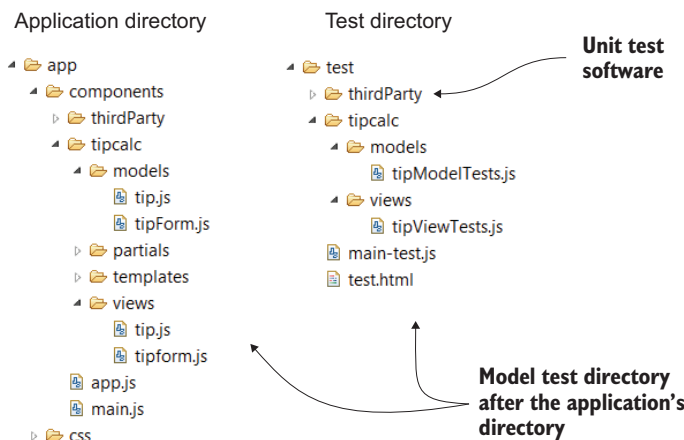 Application directory
app
components
thirdParty
tipcalc
models
tip.js
tipForm.js
partials
templates
views
tip.js
tipform.js
app.js
main.js
css
Test directory
test
thirdParty
tipcalc
models
tipModelTests.js
views
tipViewTests.js
main-test.js
test.html
Unit test
software
Model test directory
after the application's
directory